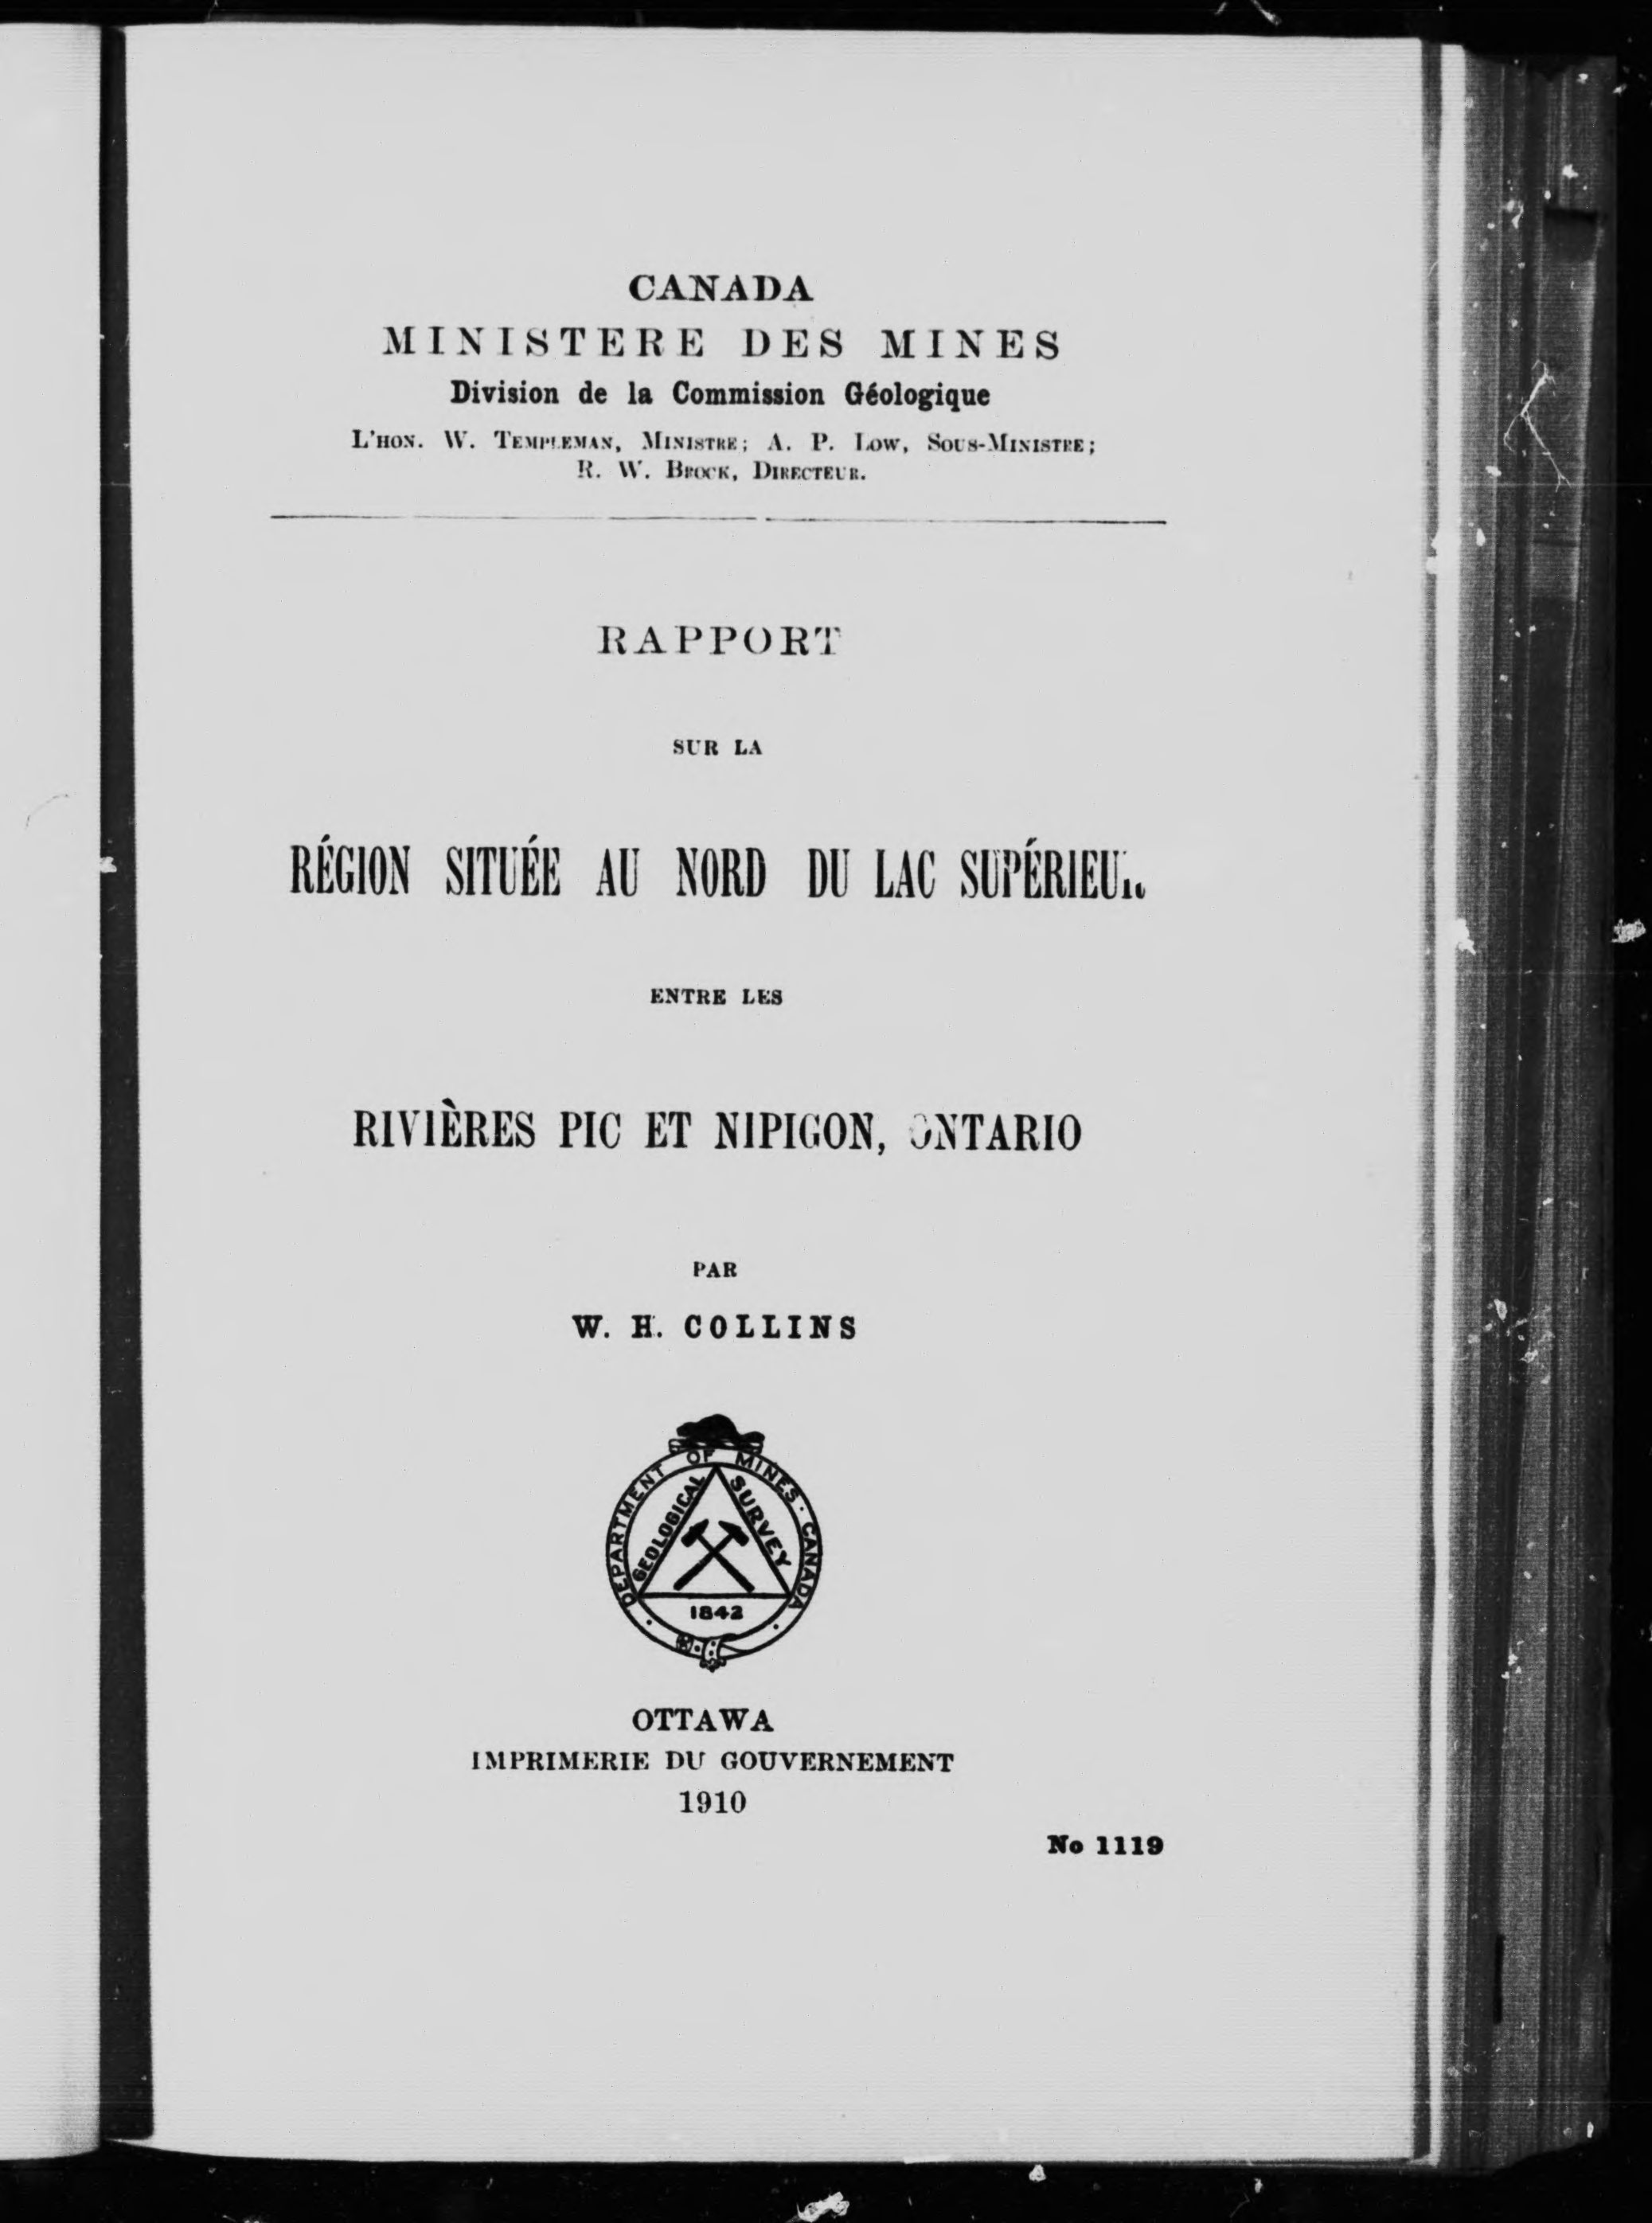 CANADA
MINISTERE DES MINES
Division de la Commission Géologique
L'HON. W. TEMPLEMAN, MINISTRE; A. P. LOW, SOUS-MINISTRE;
R. W. BROCK, DIRECTEUR.
RAPPORT
SUR LA
RÉGION SITUÉE AU NORD DU LAC SUPÉRIEUR
ENTRE LES
RIVIÈRES PIC ET NIPIGON, ONTARIO
PAR
W. H. COLLINS
DEPARTMENT OF MINES · CANADA ·
GEOLOGICAL SURVEY
1842
OTTAWA
IMPRIMERIE DU GOUVERNEMENT
1910
No 1119